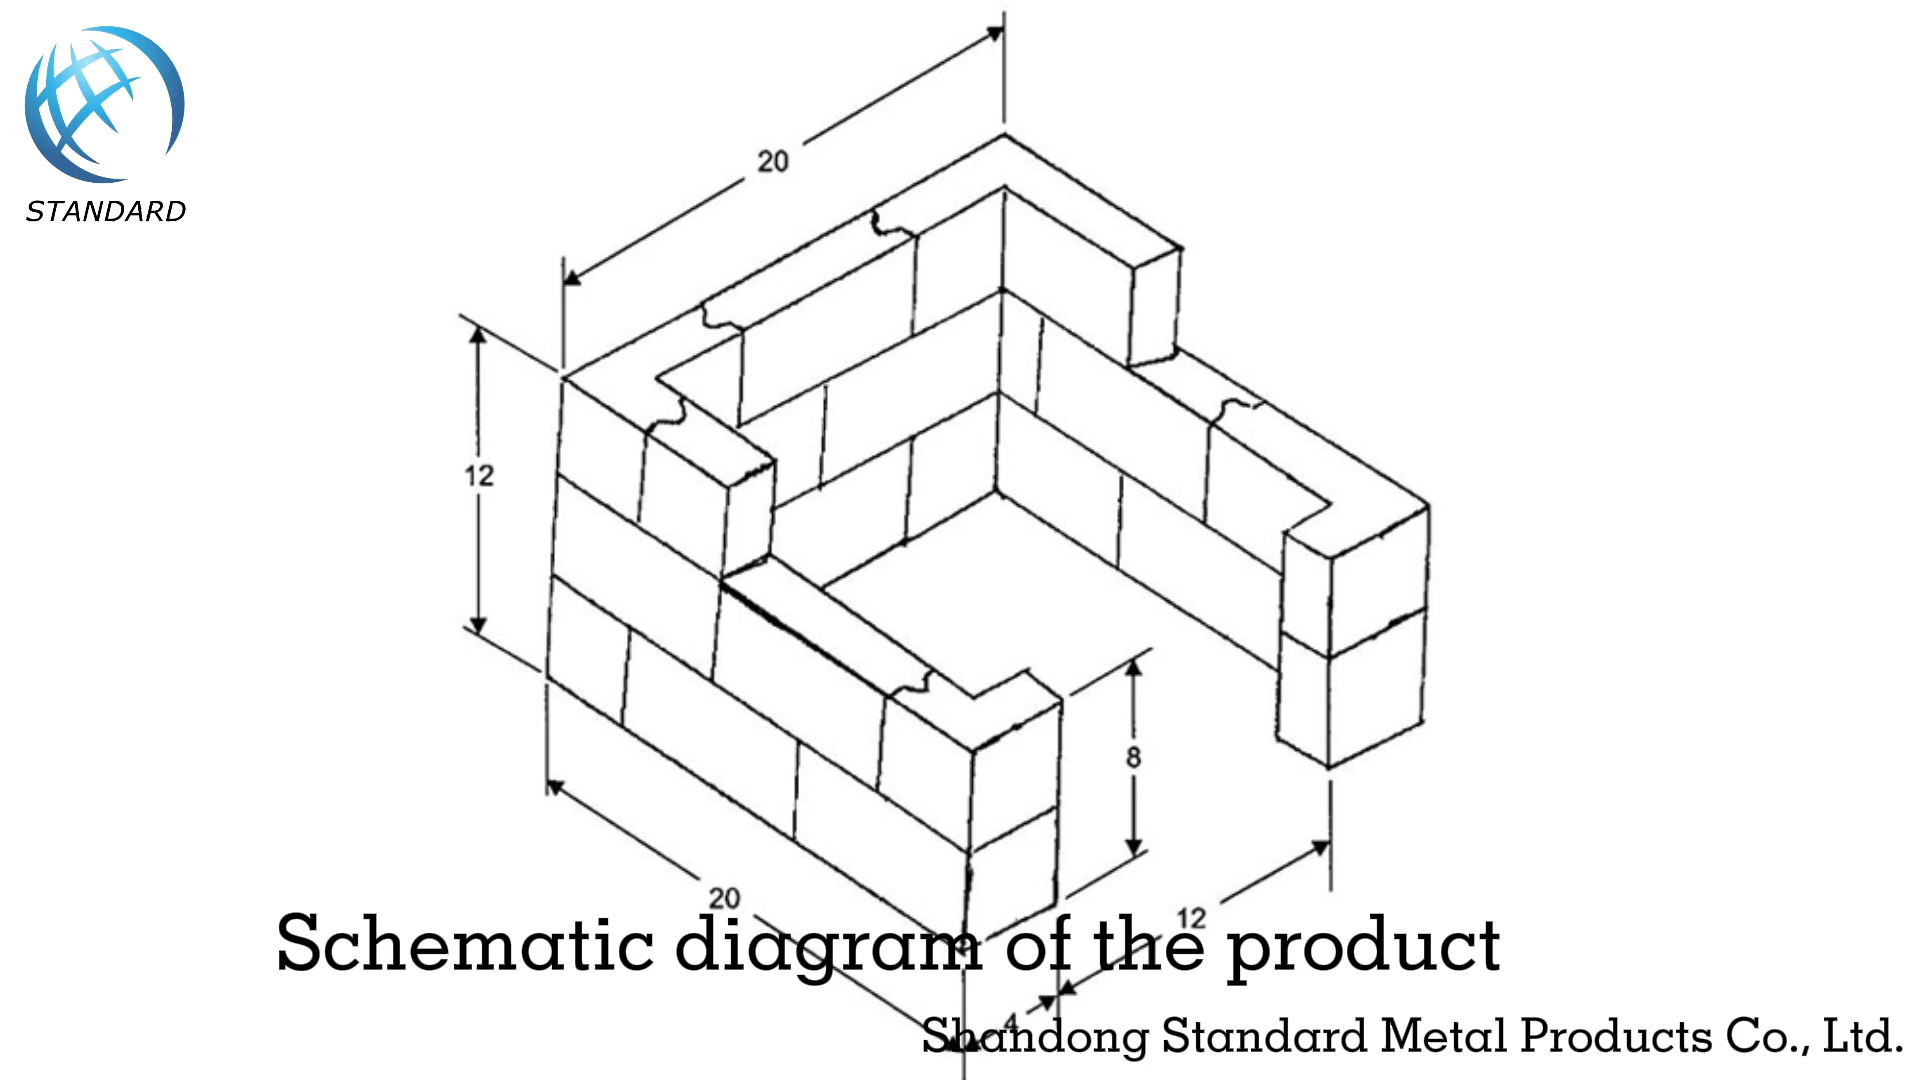 STANDARD
20
12
8
20
12
4
Schematic diagram of the product
Shandong Standard Metal Products Co., Ltd.